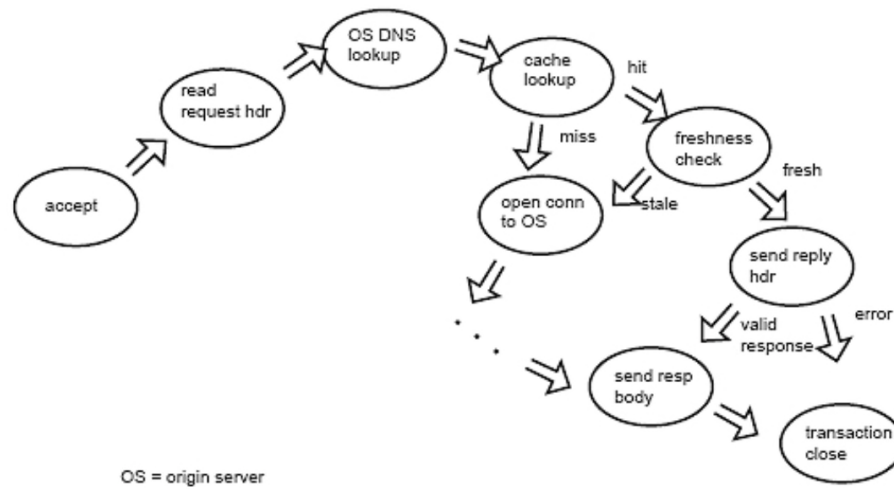 OS DNS
lookup
cache
lookup
hit
read
request hdr
miss
freshness
check
fresh
accept
open conn
to OS
stale
send reply
hdr
error
valid
response
send resp
body
transaction
close
OS = origin server